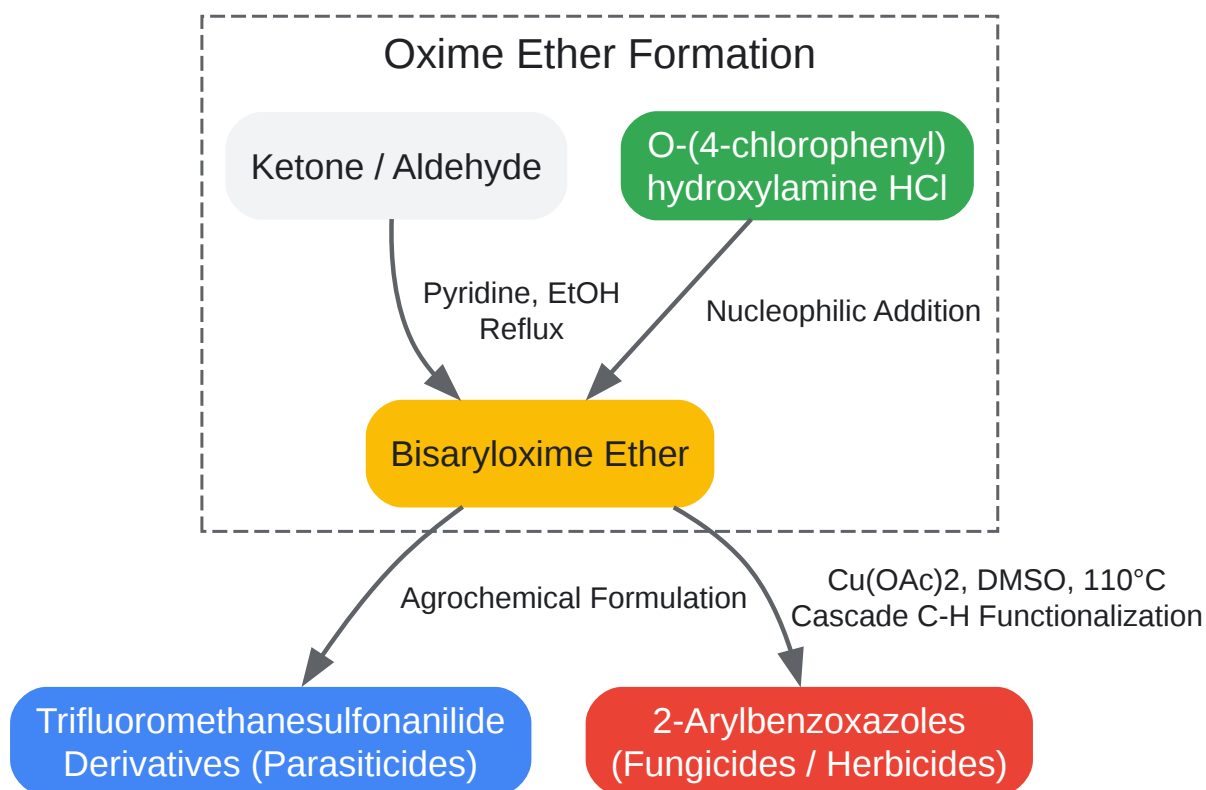 Oxime Ether Formation
Ketone / Aldehyde
O-(4-chlorophenyl)
hydroxylamine HCl
Pyridine, EtOH
Reflux
Nucleophilic Addition
Bisaryloxime Ether
Agrochemical Formulation
Cu(OAc)2, DMSO, 110°C
Cascade C-H Functionalization
Trifluoromethanesulfonanilide
Derivatives (Parasiticides)
2-Arylbenzoxazoles
(Fungicides / Herbicides)